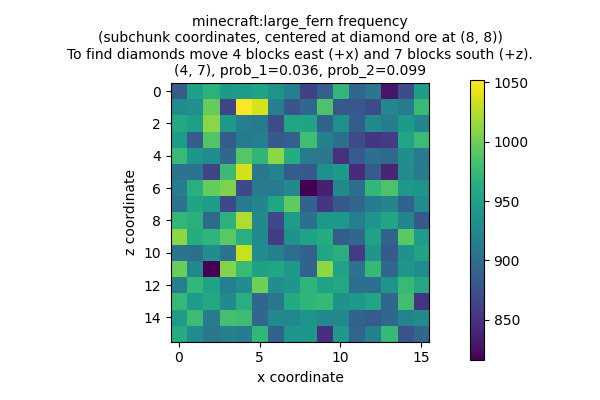 minecraft:large_fern frequency
(subchunk coordinates, centered at diamond ore at (8, 8))
To find diamonds move 4 blocks east (+x) and 7 blocks south (+z).
(4, 7), prob_1=0.036, prob_2=0.099
z coordinate
0
2
4
6
8
10
12
14
0
5
10
15
x coordinate
1050
1000
950
900
850